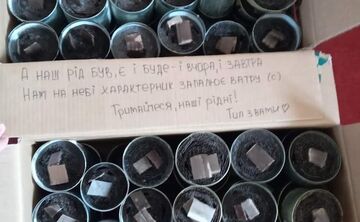 А наш рід був, є і буде - і вчора, і завтра
Нам на небі характерник запалює ватру (с)
Тримайтеся, наші рідні!
Тил з вами♡